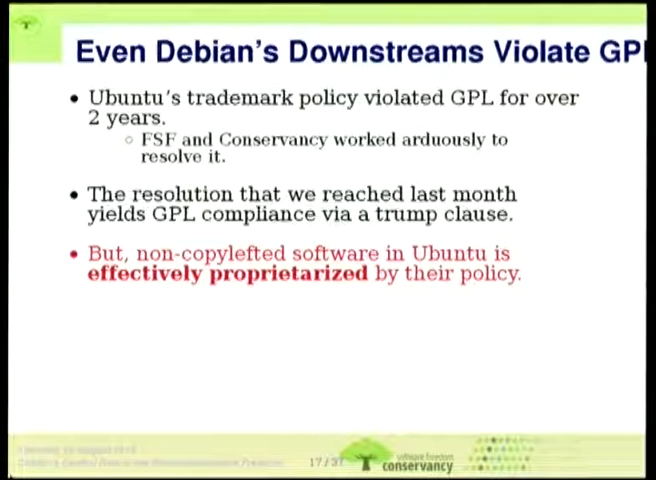 Even Debian's Downstreams Violate GP
• Ubuntu's trademark policy violated GPL for over
2 years.
○ FSF and Conservancy worked arduously to
resolve it.
• The resolution that we reached last month
yields GPL compliance via a trump clause.
• But, non-copylefted software in Ubuntu is
effectively proprietarized by their policy.
17/37
software freedom
conservancy